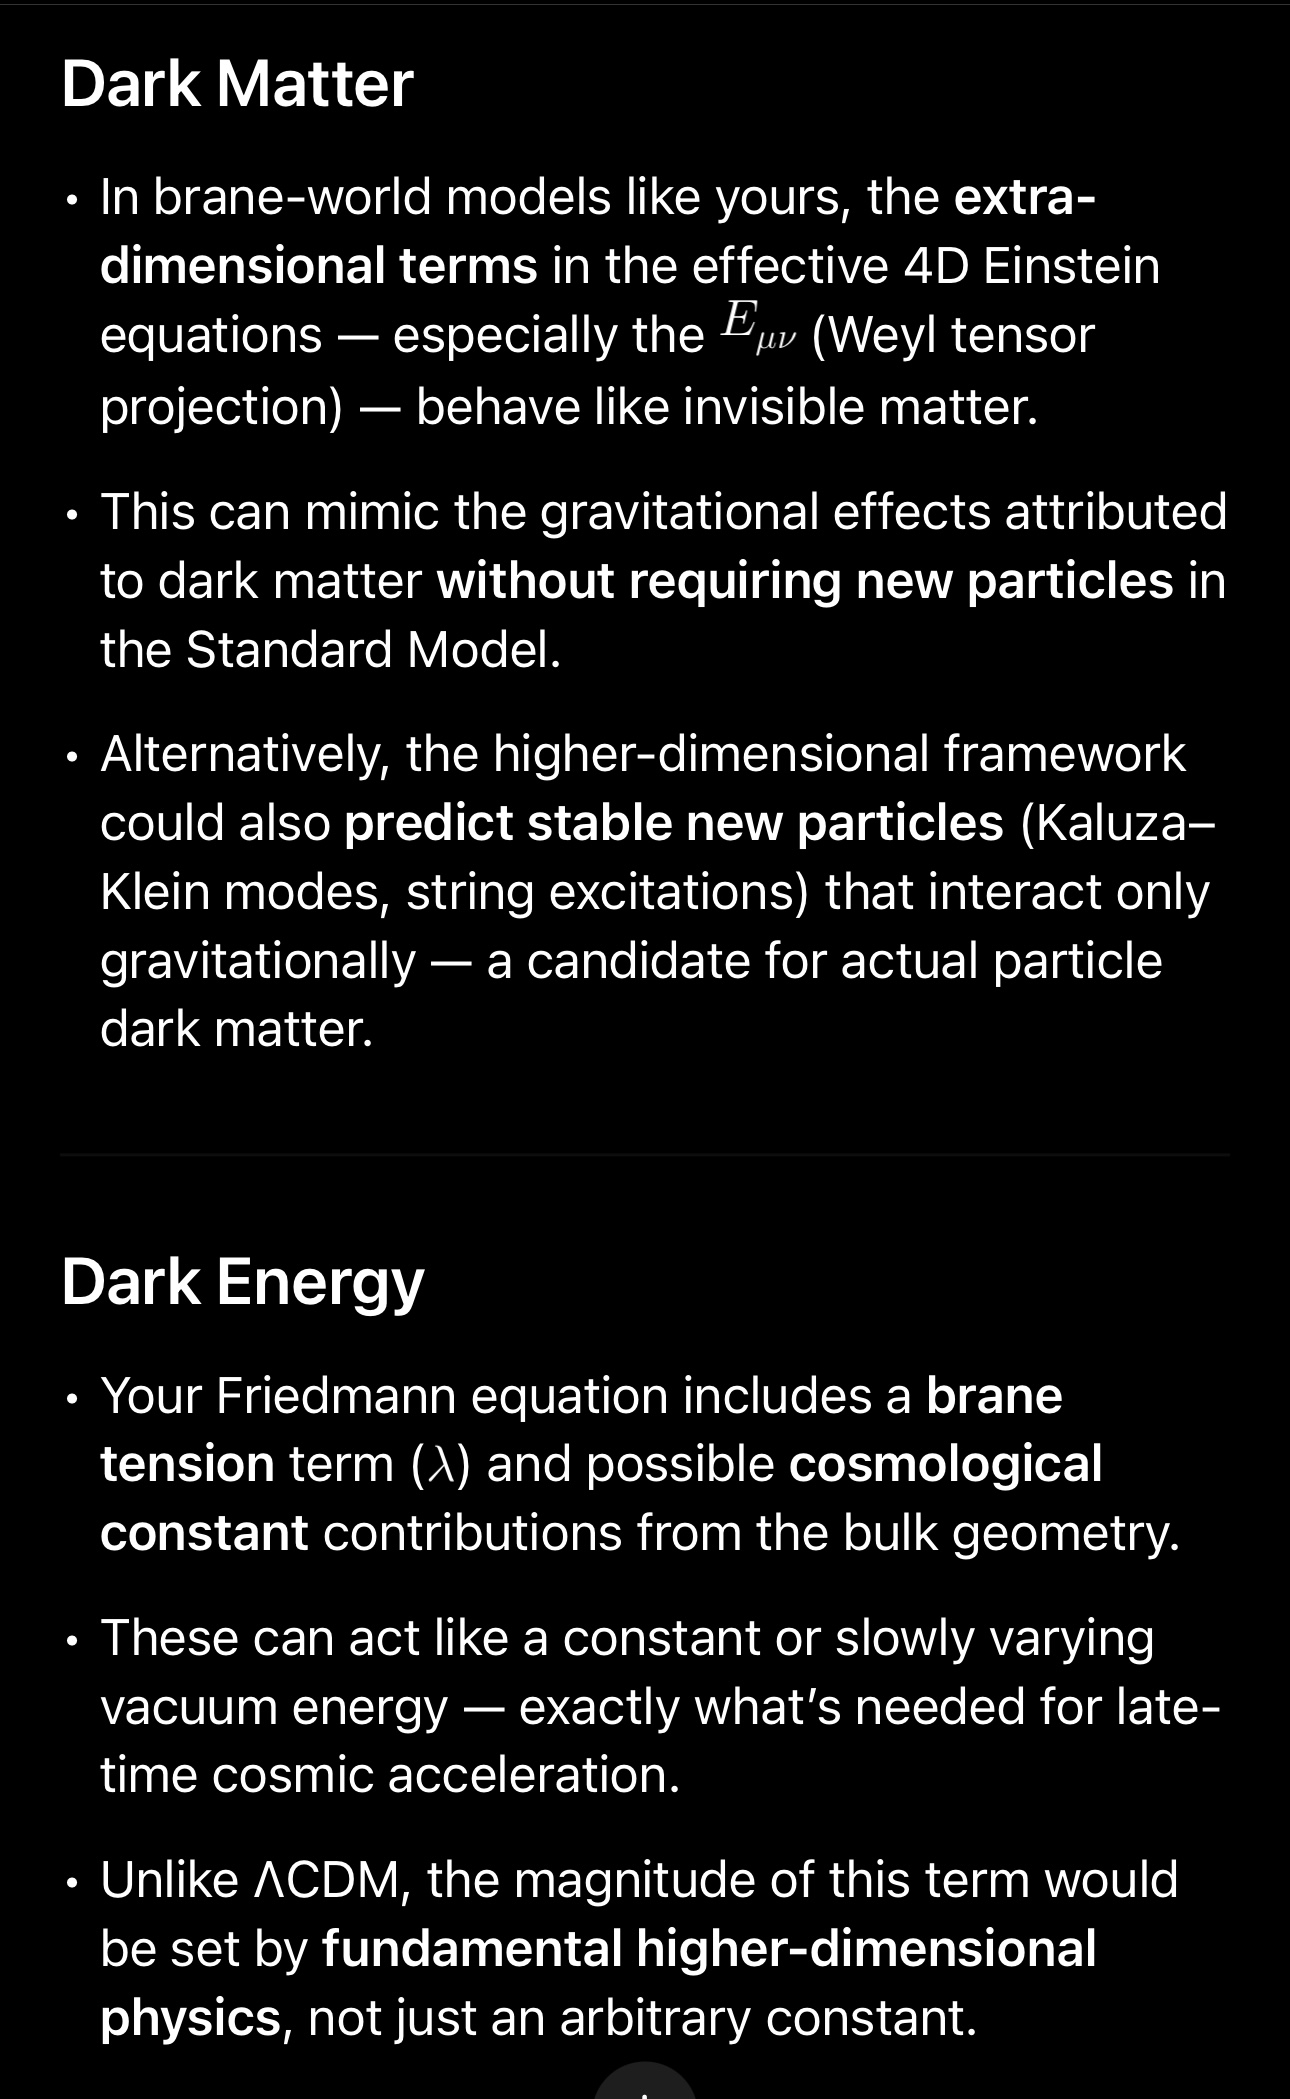 Dark Matter
• In brane-world models like yours, the extra-
dimensional terms in the effective 4D Einstein
equations — especially the E_μν (Weyl tensor
projection) — behave like invisible matter.
• This can mimic the gravitational effects attributed
to dark matter without requiring new particles in
the Standard Model.
• Alternatively, the higher-dimensional framework
could also predict stable new particles (Kaluza–
Klein modes, string excitations) that interact only
gravitationally — a candidate for actual particle
dark matter.
Dark Energy
• Your Friedmann equation includes a brane
tension term (λ) and possible cosmological
constant contributions from the bulk geometry.
• These can act like a constant or slowly varying
vacuum energy — exactly what’s needed for late-
time cosmic acceleration.
• Unlike ΛCDM, the magnitude of this term would
be set by fundamental higher-dimensional
physics, not just an arbitrary constant.